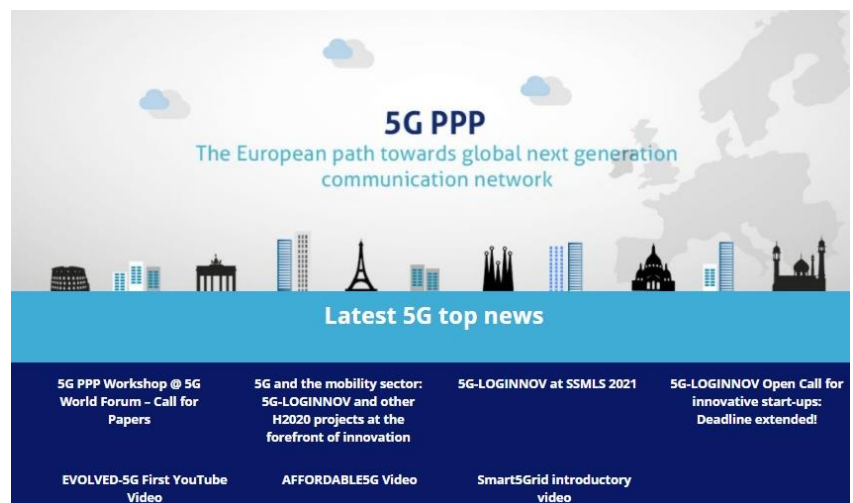 5G PPP
The European path towards global next generation
communication network
Latest 5G top news
5G PPP Workshop @ 5G
World Forum – Call for
Papers
5G and the mobility sector:
5G-LOGINNOV and other
H2020 projects at the
forefront of innovation
5G-LOGINNOV at SSMLS 2021
5G-LOGINNOV Open Call for
innovative start-ups:
Deadline extended!
EVOLVED-5G First YouTube
Video
AFFORDABLE5G Video
Smart5Grid introductory
video